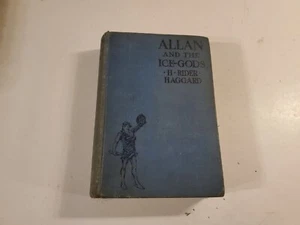 ALLAN
AND THE
ICE-GODS
·H·RIDER
HAGGARD